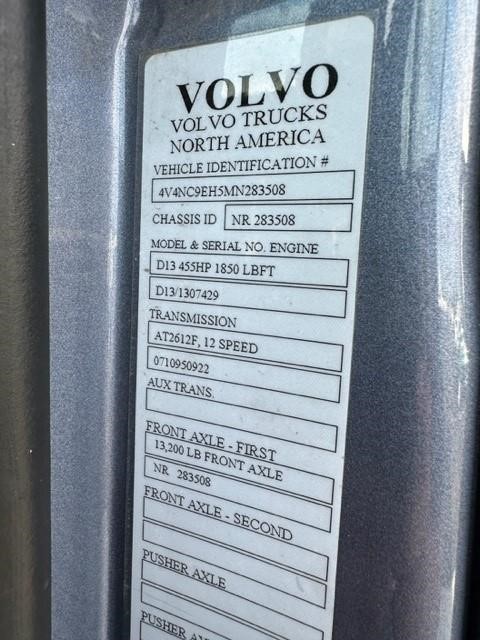 VOLVO
VOLVO TRUCKS
NORTH AMERICA
VEHICLE IDENTIFICATION #
4V4NC9EH5MN283508
CHASSIS ID NR 283508
MODEL & SERIAL NO. ENGINE
D13 455HP 1850 LBFT
D13/1307429
TRANSMISSION
AT2612F, 12 SPEED
0710950922
AUX TRANS.
FRONT AXLE - FIRST
13,200 LB FRONT AXLE
NR 283508
FRONT AXLE - SECOND
PUSHER AXLE
PUSHER